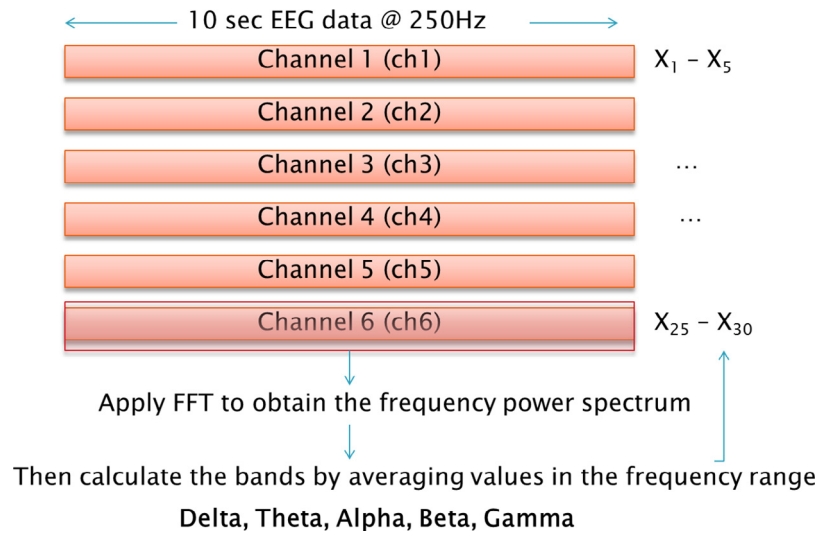 10 sec EEG data @ 250Hz
Channel 1 (ch1) X₁ – X₅
Channel 2 (ch2)
Channel 3 (ch3) ...
Channel 4 (ch4) ...
Channel 5 (ch5)
Channel 6 (ch6) X₂₅ – X₃₀
Apply FFT to obtain the frequency power spectrum
Then calculate the bands by averaging values in the frequency range
Delta, Theta, Alpha, Beta, Gamma